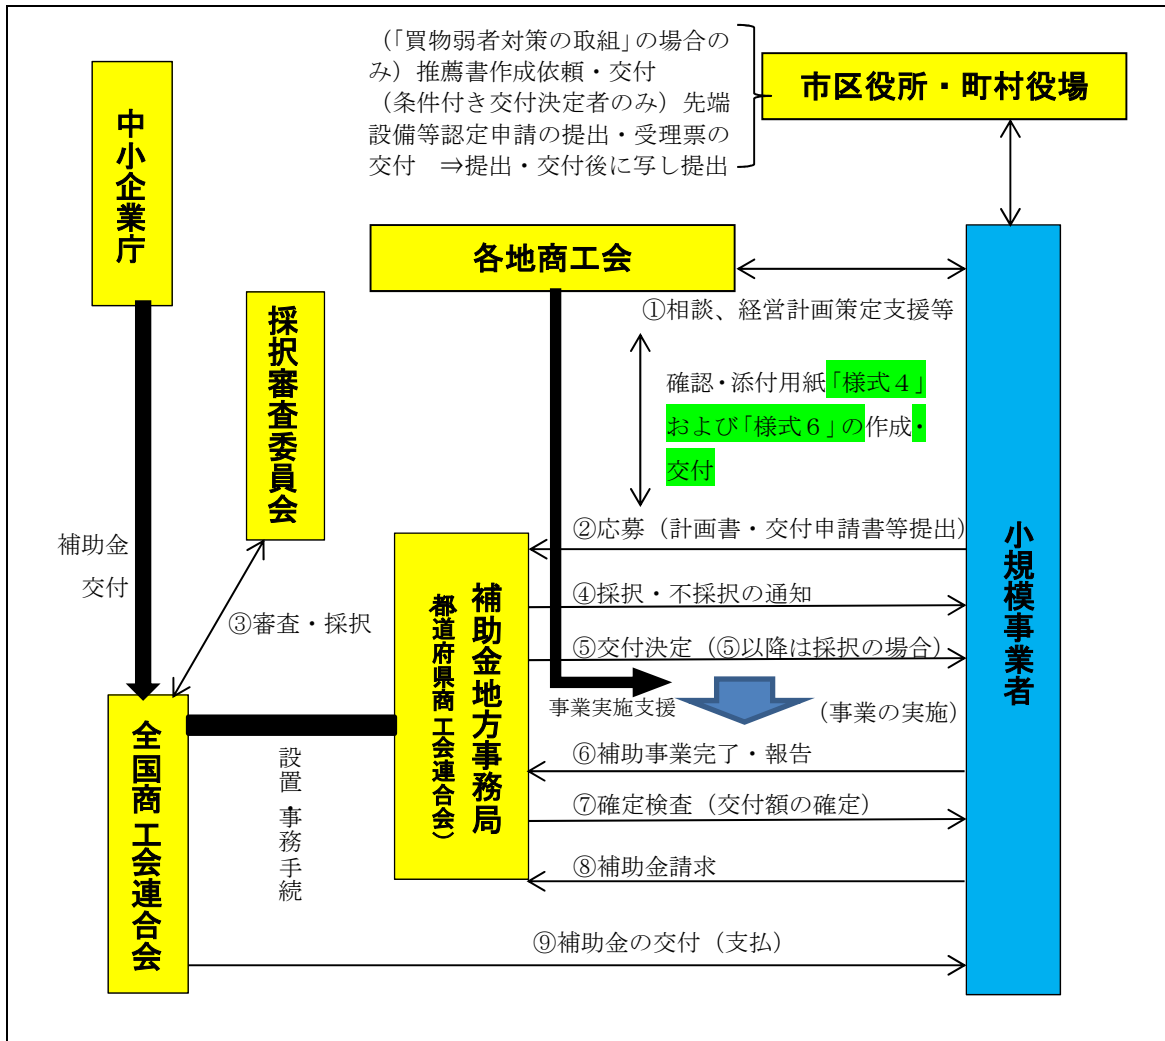 （「買物弱者対策の取組」の場合の
み）推薦書作成依頼・交付
（条件付き交付決定者のみ）先端
設備等認定申請の提出・受理票の
交付　⇒提出・交付後に写し提出
市区役所・町村役場
中小企業庁
各地商工会
採択審査委員会
①相談、経営計画策定支援等
確認・添付用紙「様式４」
および「様式６」の作成・
交付
補助金
交付
③審査・採択
②応募（計画書・交付申請書等提出）
④採択・不採択の通知
⑤交付決定（⑤以降は採択の場合）
事業実施支援
（事業の実施）
補助金地方事務局
（都道府県商工会連合会）
小規模事業者
全国商工会連合会
設置・事務手続
⑥補助事業完了・報告
⑦確定検査（交付額の確定）
⑧補助金請求
⑨補助金の交付（支払）